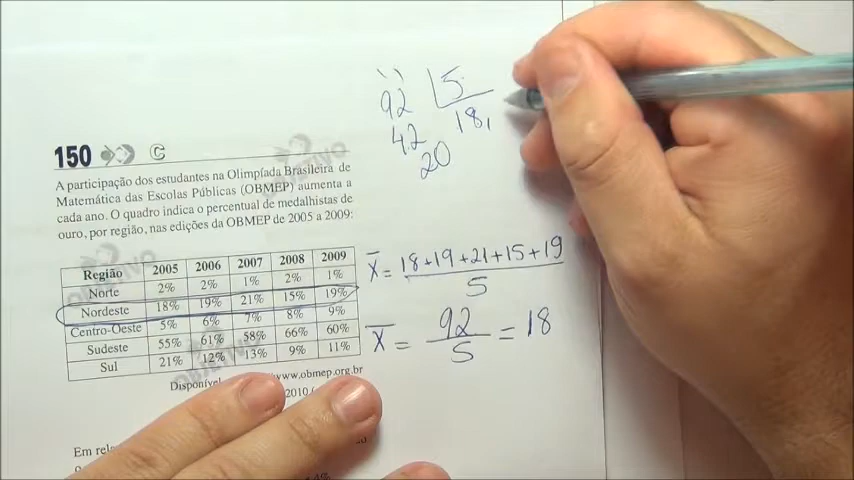 92 5
42 18,
20
150 C
A participação dos estudantes na Olimpíada Brasileira de
Matemática das Escolas Públicas (OBMEP) aumenta a
cada ano. O quadro indica o percentual de medalhistas de
ouro, por região, nas edições da OBMEP de 2005 a 2009:
Região 2005 2006 2007 2008 2009
Norte 2% 2% 1% 2% 1%
Nordeste 18% 19% 21% 15% 19%
Centro-Oeste 5% 6% 7% 8% 9%
Sudeste 55% 61% 58% 66% 60%
Sul 21% 12% 13% 9% 11%
x̄ = 18+19+21+15+19
5
x̄ = 92 = 18
5
www.obmep.org.br
2010
Em
OBJETIVO